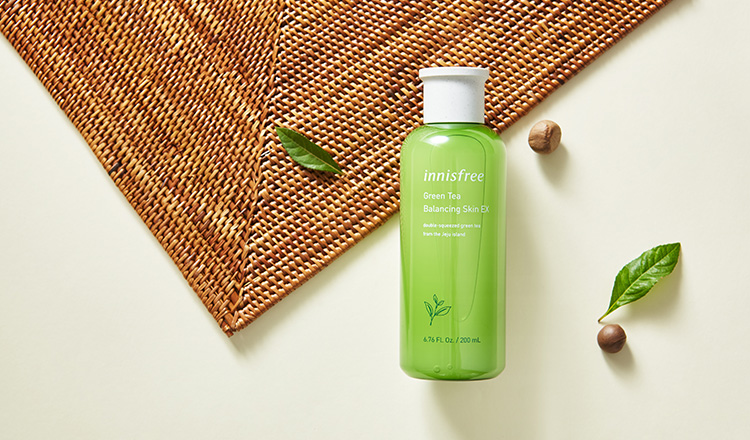 innisfree
Green Tea
Balancing Skin EX
squeezed green tea
from the Jeju island
6.76 FL. Oz. / 200 mL